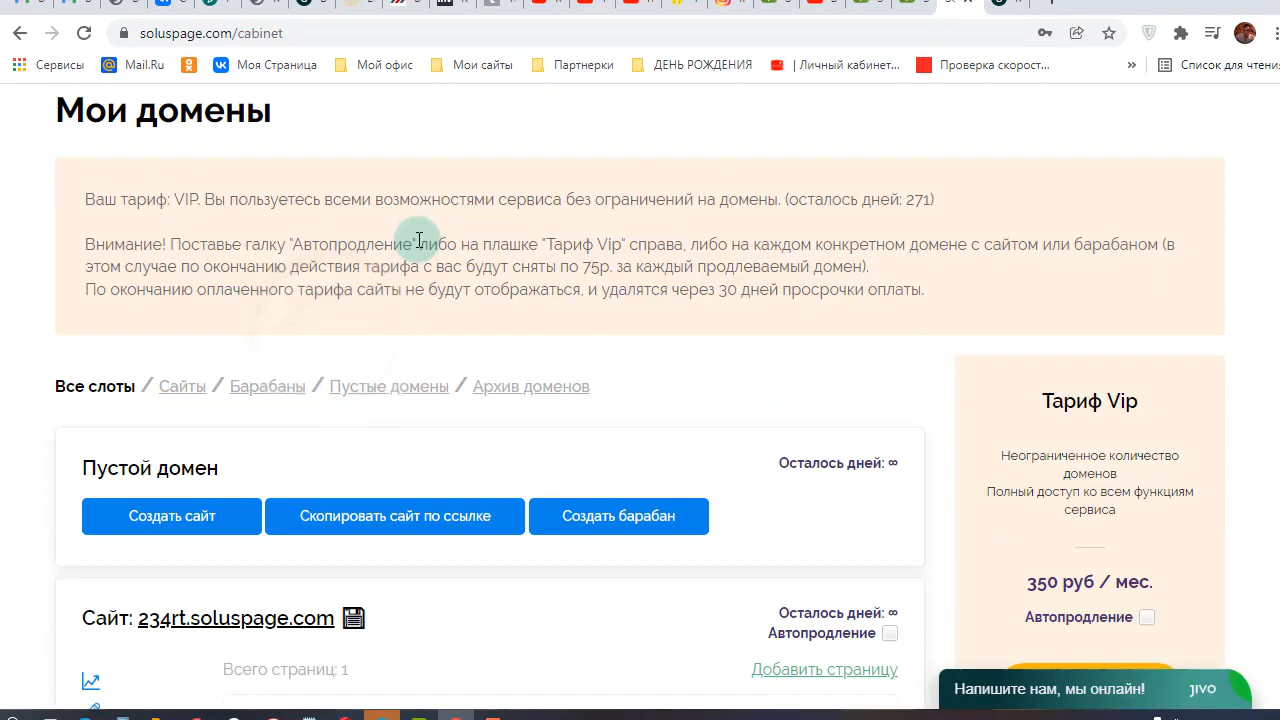 soluspage.com/cabinet
Сервисы Mail.Ru Моя Страница Мой офис Мои сайты Партнерки ДЕНЬ РОЖДЕНИЯ | Личный кабинет... Проверка скорост... » Список для чтения
Мои домены
Ваш тариф: VIP. Вы пользуетесь всеми возможностями сервиса без ограничений на домены. (осталось дней: 271)
Внимание! Поставье галку "Автопродление" либо на плашке "Тариф Vip" справа, либо на каждом конкретном домене с сайтом или барабаном (в
этом случае по окончанию действия тарифа с вас будут сняты по 75р. за каждый продлеваемый домен).
По окончанию оплаченного тарифа сайты не будут отображаться, и удалятся через 30 дней просрочки оплаты.
Все слоты / Сайты / Барабаны / Пустые домены / Архив доменов
Пустой домен
Осталось дней: ∞
Создать сайт Скопировать сайт по ссылке Создать барабан
Сайт: 234rt.soluspage.com
Осталось дней: ∞
Автопродление
Всего страниц: 1 Добавить страницу
Тариф Vip
Неограниченное количество
доменов
Полный доступ ко всем функциям
сервиса
350 руб / мес.
Автопродление
Напишите нам, мы онлайн! JIVO